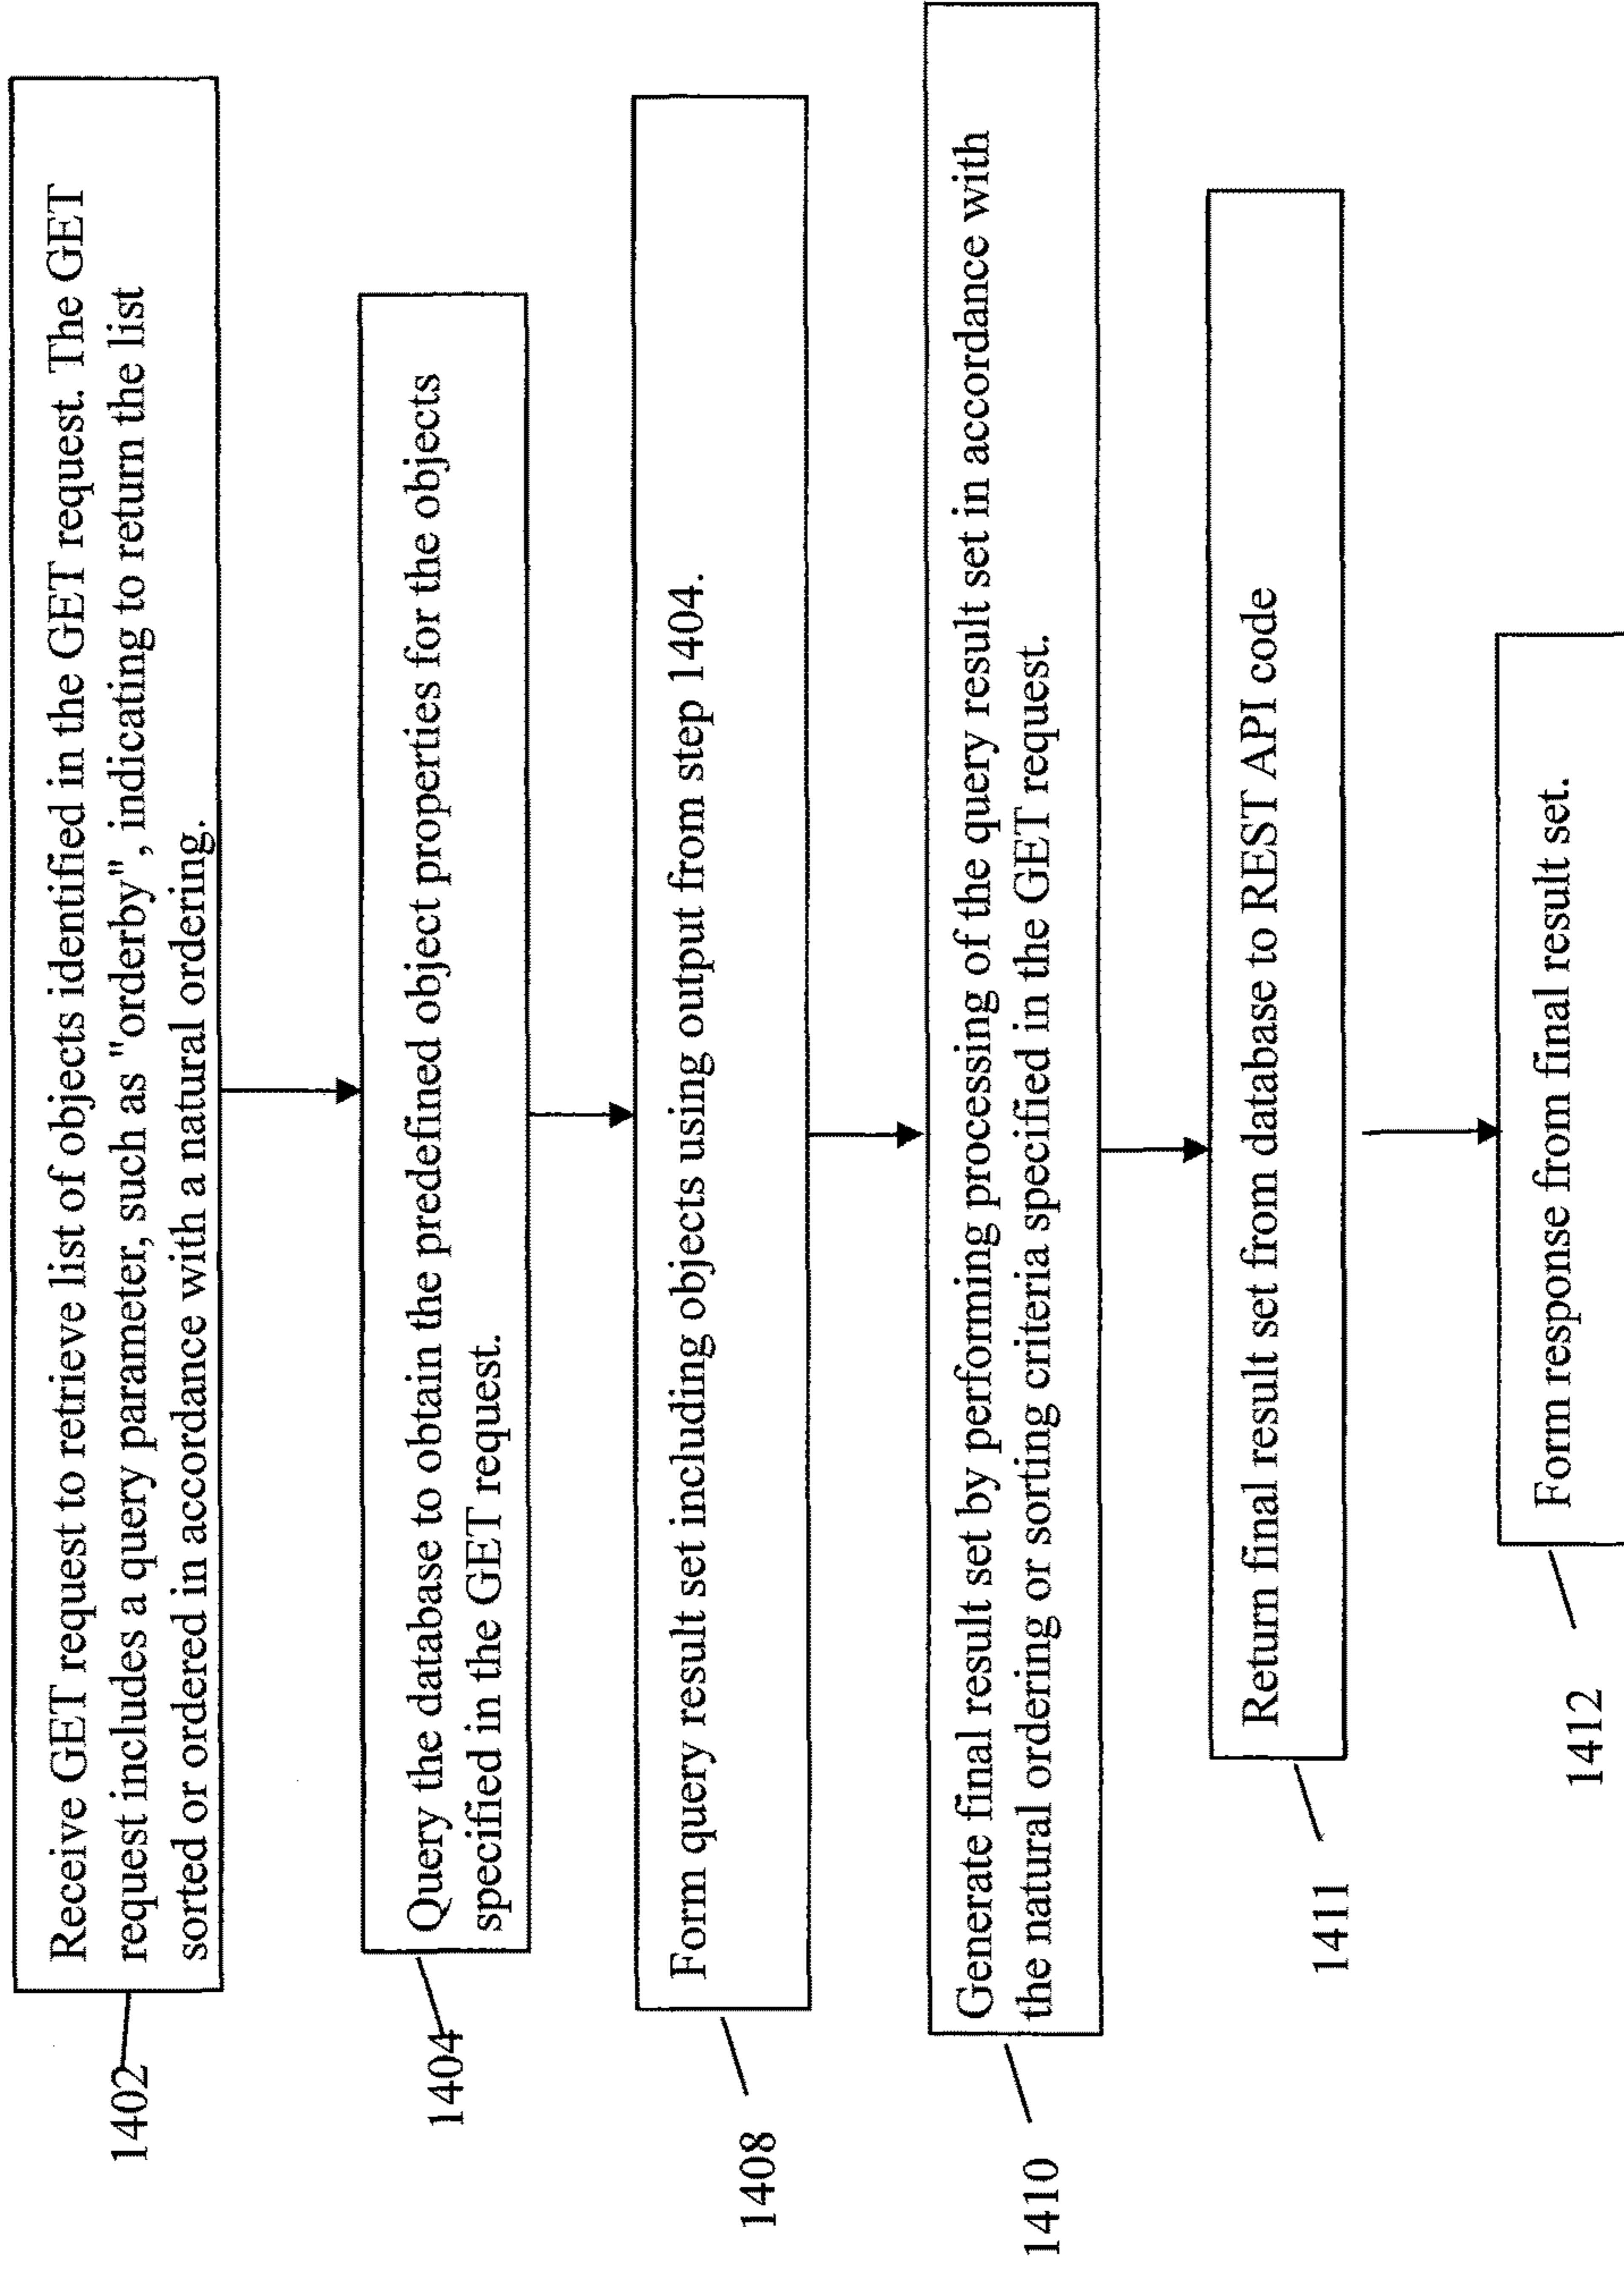 Receive GET request to retrieve list of objects identified in the GET request. The GET
request includes a query parameter, such as "orderby", indicating to return the list
sorted or ordered in accordance with a natural ordering.
1402
Query the database to obtain the predefined object properties for the objects
specified in the GET request.
1404
Form query result set including objects using output from step 1404.
1408
Generate final result set by performing processing of the query result set in accordance with
the natural ordering or sorting criteria specified in the GET request.
1410
Return final result set from database to REST API code
1411
Form response from final result set.
1412